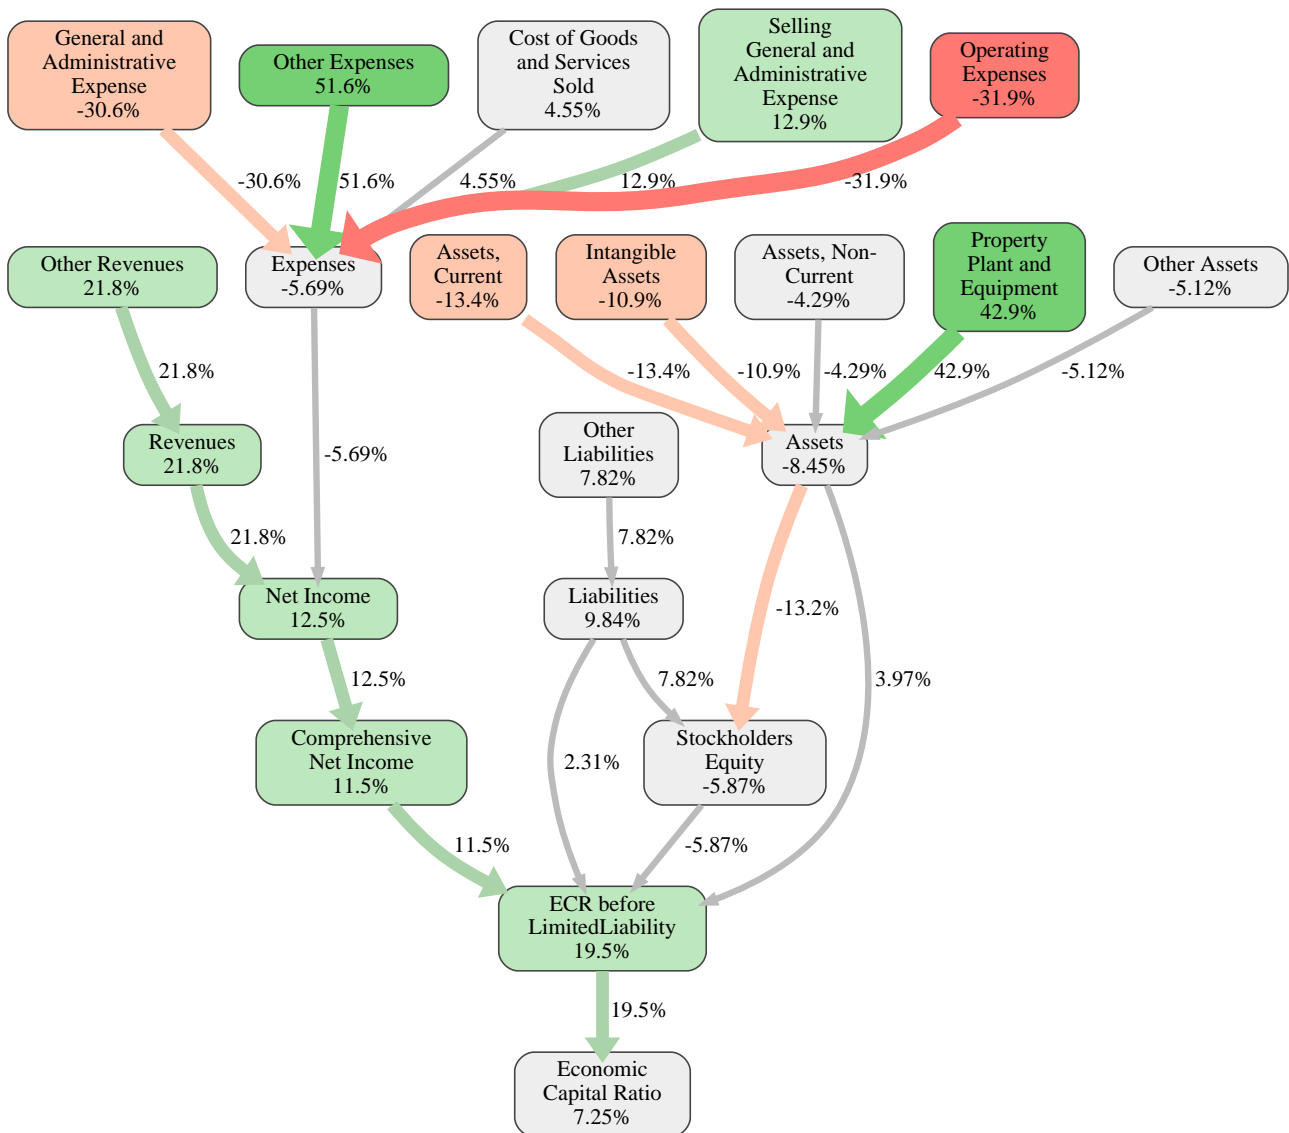 General and
Administrative
Expense
-30.6%
Other Expenses
51.6%
Cost of Goods
and Services
Sold
4.55%
Selling
General and
Administrative
Expense
12.9%
Operating
Expenses
-31.9%
-30.6%
51.6%
4.55%
12.9%
-31.9%
Other Revenues
21.8%
Expenses
-5.69%
Assets,
Current
-13.4%
Intangible
Assets
-10.9%
Assets, Non-
Current
-4.29%
Property
Plant and
Equipment
42.9%
Other Assets
-5.12%
21.8%
-13.4%
-10.9%
-4.29%
42.9%
-5.12%
Revenues
21.8%
-5.69%
Other
Liabilities
7.82%
Assets
-8.45%
21.8%
7.82%
Net Income
12.5%
Liabilities
9.84%
-13.2%
12.5%
7.82%
3.97%
Comprehensive
Net Income
11.5%
2.31%
Stockholders
Equity
-5.87%
11.5%
-5.87%
ECR before
LimitedLiability
19.5%
19.5%
Economic
Capital Ratio
7.25%